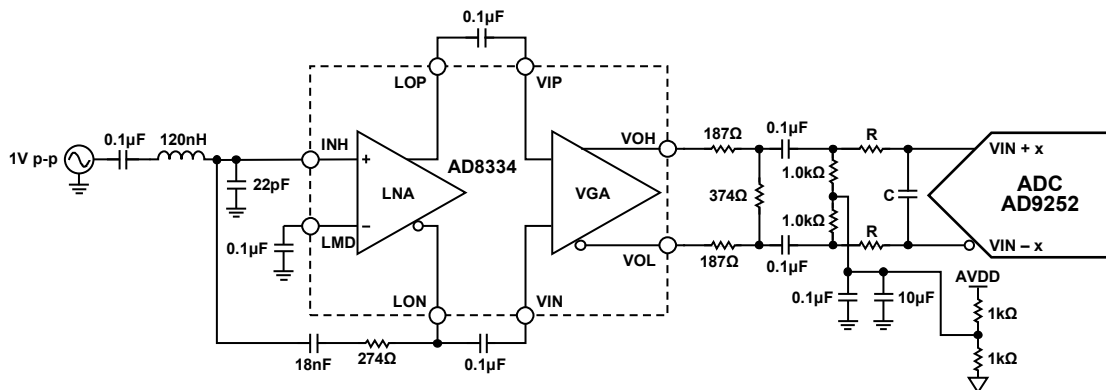 0.1µF
LOP
VIP
1V p-p
0.1µF
120nH
22pF
INH
LNA
AD8334
+
–
LMD
0.1µF
LON
VIN
18nF
274Ω
0.1µF
VGA
VOH
VOL
187Ω
187Ω
374Ω
0.1µF
0.1µF
1.0kΩ
1.0kΩ
R
R
C
VIN + x
ADC
AD9252
VIN – x
0.1µF
10µF
AVDD
1kΩ
1kΩ